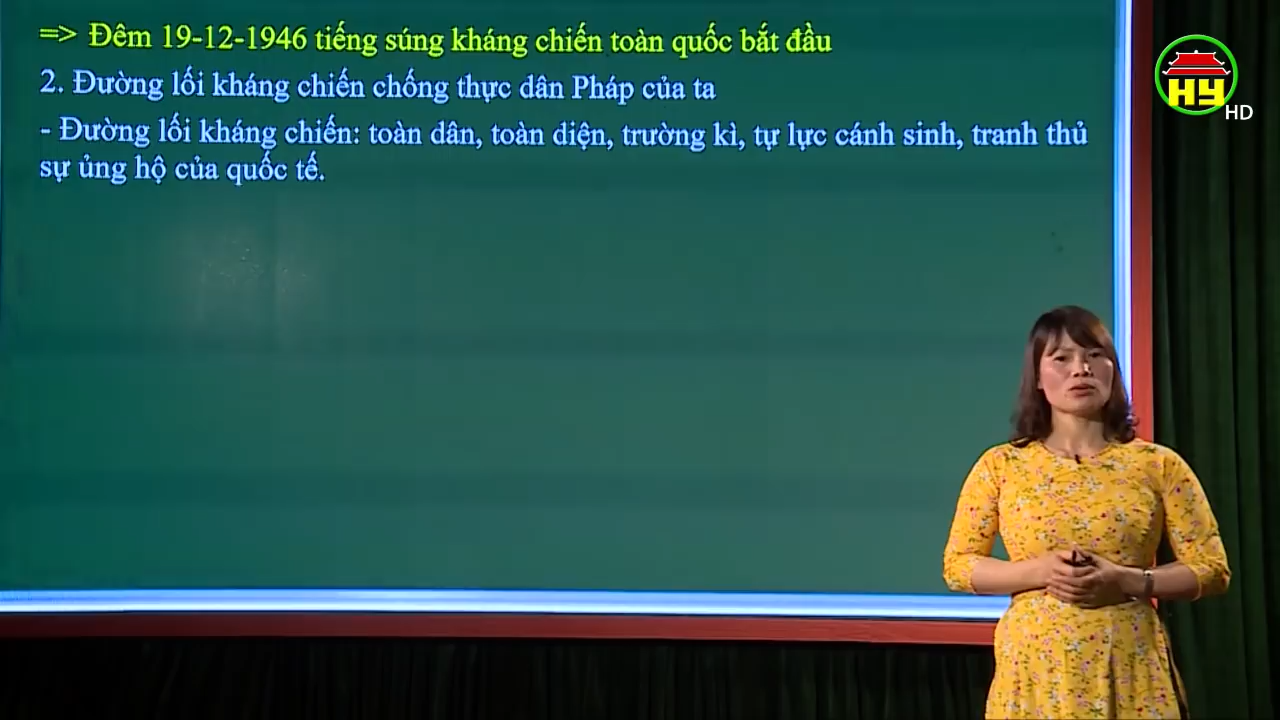 => Đêm 19-12-1946 tiếng súng kháng chiến toàn quốc bắt đầu
2. Đường lối kháng chiến chống thực dân Pháp của ta
- Đường lối kháng chiến: toàn dân, toàn diện, trường kì, tự lực cánh sinh, tranh thủ
sự ủng hộ của quốc tế.
HY
HD